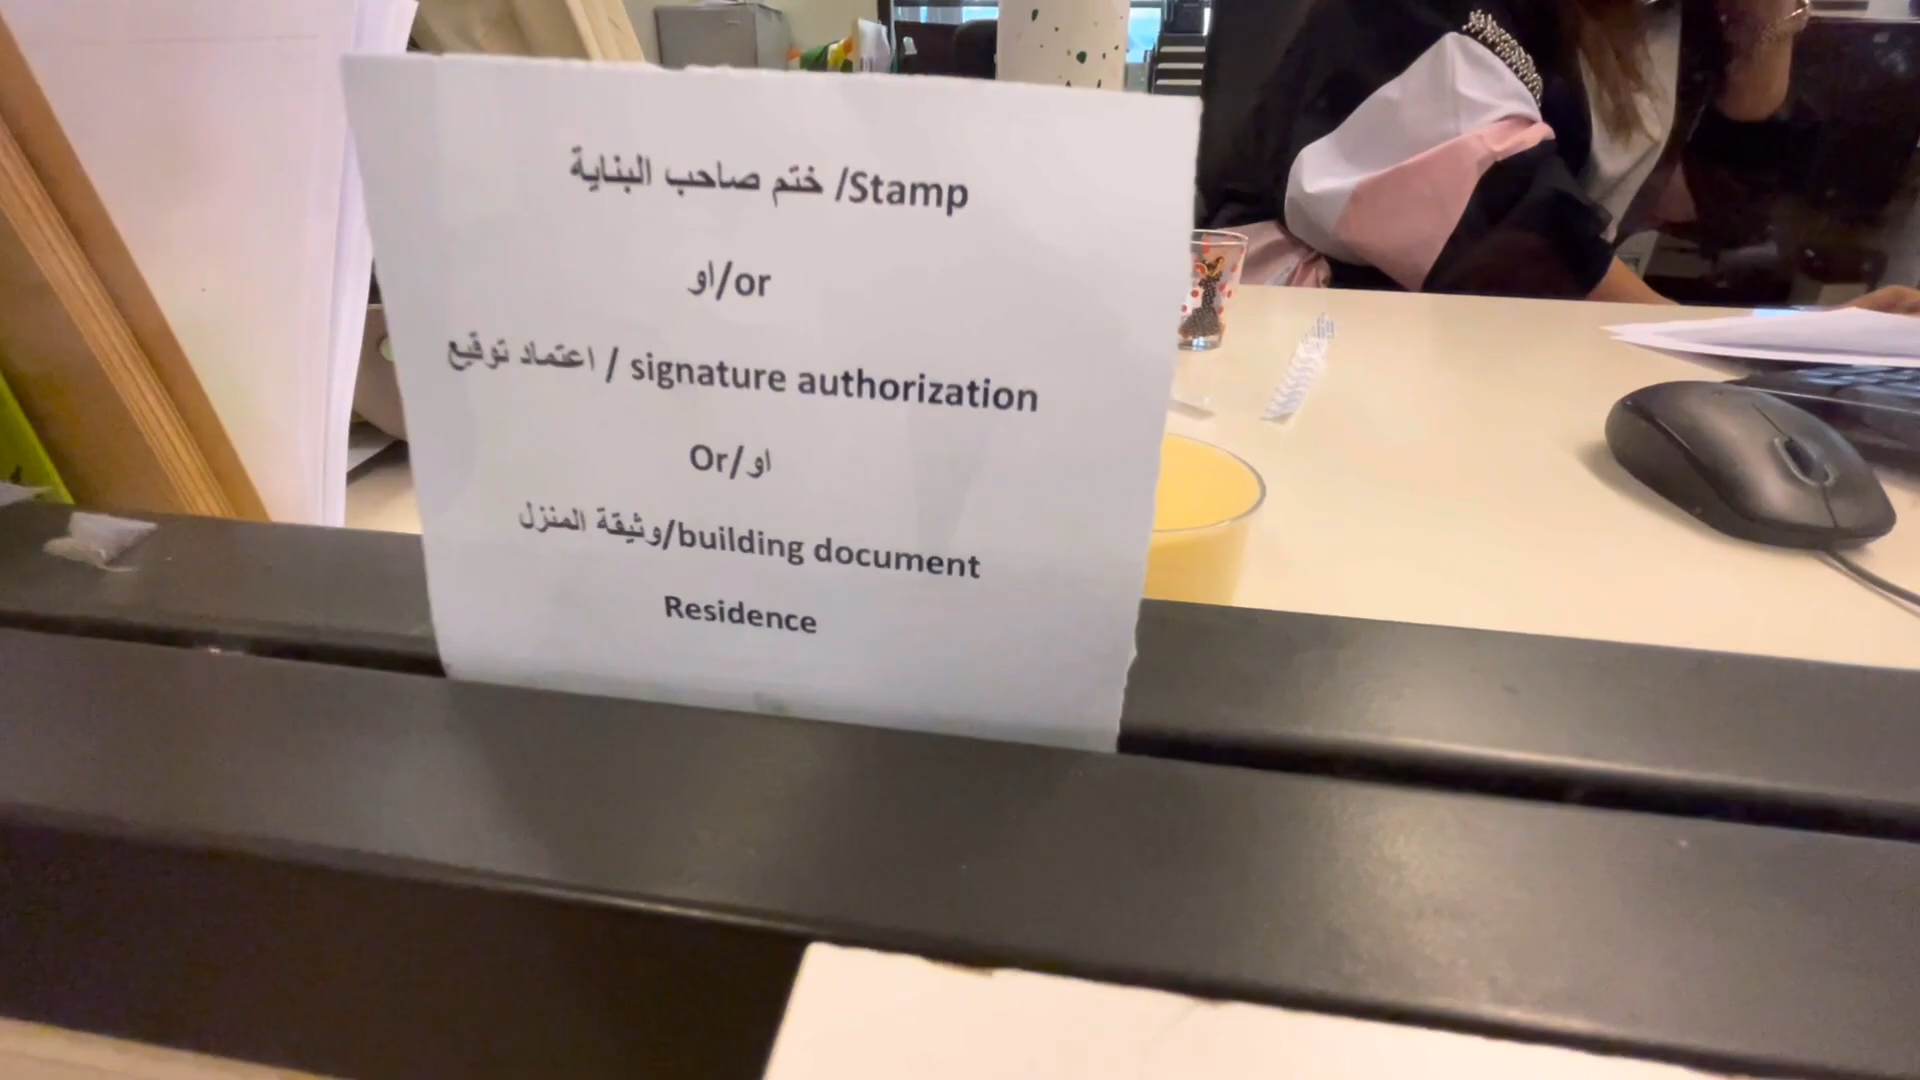 ختم صاحب البناية /Stamp
او/or
اعتماد توقيع / signature authorization
Or/او
وثيقة المنزل/building document
Residence